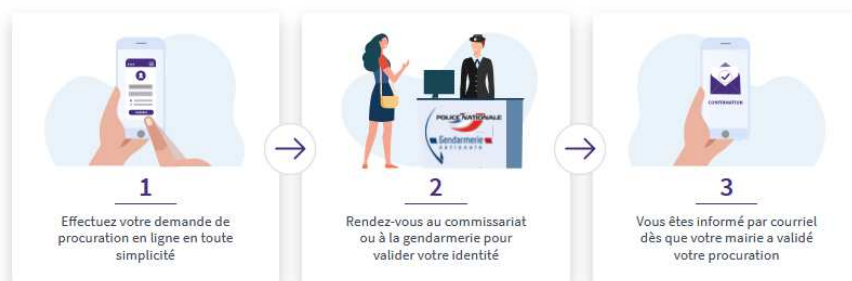 CONFIRMATION
POLICE NATIONALE
Gendarmerie
nationale
1
Effectuez votre demande de
procuration en ligne en toute
simplicité
2
Rendez-vous au commissariat
ou à la gendarmerie pour
valider votre identité
3
Vous êtes informé par courriel
dès que votre mairie a validé
votre procuration